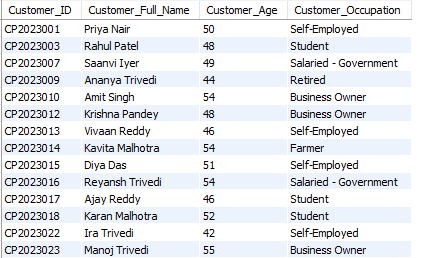 Customer_ID Customer_Full_Name Customer_Age Customer_Occupation
CP2023001 Priya Nair 50 Self-Employed
CP2023003 Rahul Patel 48 Student
CP2023007 Saanvi Iyer 49 Salaried - Government
CP2023009 Ananya Trivedi 44 Retired
CP2023010 Amit Singh 54 Business Owner
CP2023012 Krishna Pandey 48 Business Owner
CP2023013 Vivaan Reddy 46 Self-Employed
CP2023014 Kavita Malhotra 54 Farmer
CP2023015 Diya Das 51 Self-Employed
CP2023016 Reyansh Trivedi 54 Salaried - Government
CP2023017 Ajay Reddy 46 Student
CP2023018 Karan Malhotra 52 Student
CP2023022 Ira Trivedi 42 Self-Employed
CP2023023 Manoj Trivedi 55 Business Owner